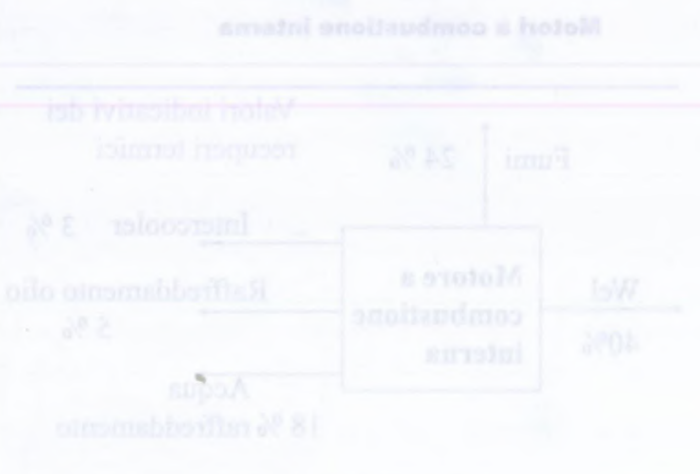 Motori a combustione interna
Valori indicativi dei
recuperi termici
Fumi 24 %
Intercooler 3 %
Raffreddamento olio
5 %
Motore a
combustione
interna
Wel
40%
Acqua
18 % raffreddamento